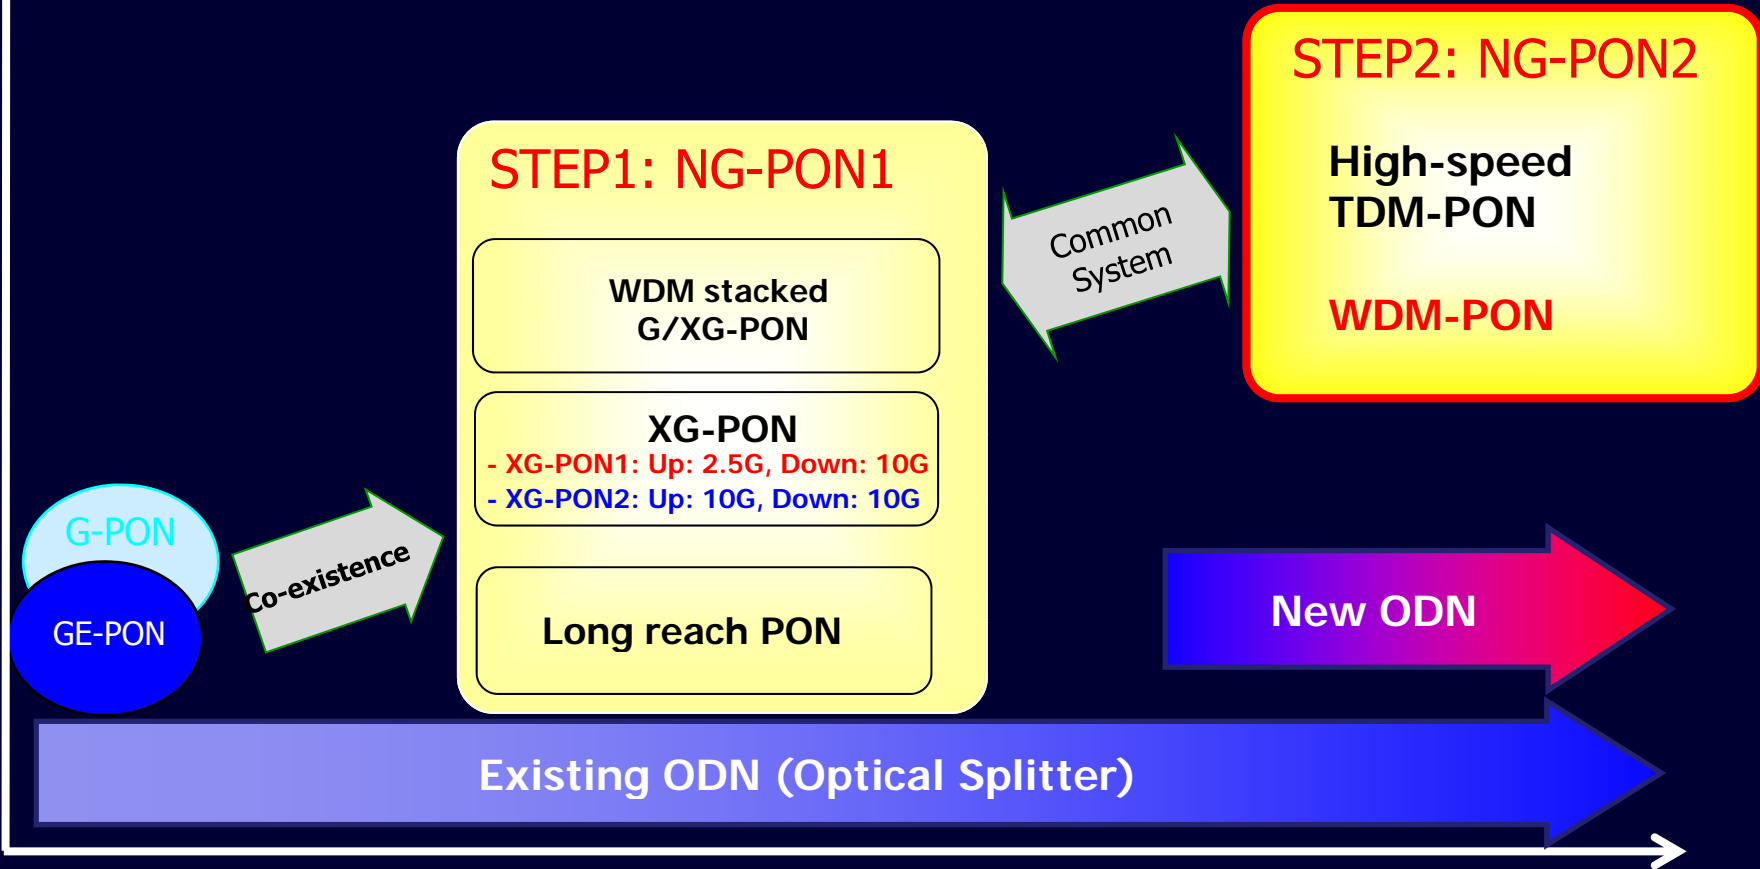 STEP2: NG-PON2
High-speed
TDM-PON
WDM-PON
STEP1: NG-PON1
WDM stacked
G/XG-PON
XG-PON
- XG-PON1: Up: 2.5G, Down: 10G
- XG-PON2: Up: 10G, Down: 10G
Long reach PON
Common
System
G-PON
GE-PON
Co-existence
New ODN
Existing ODN (Optical Splitter)